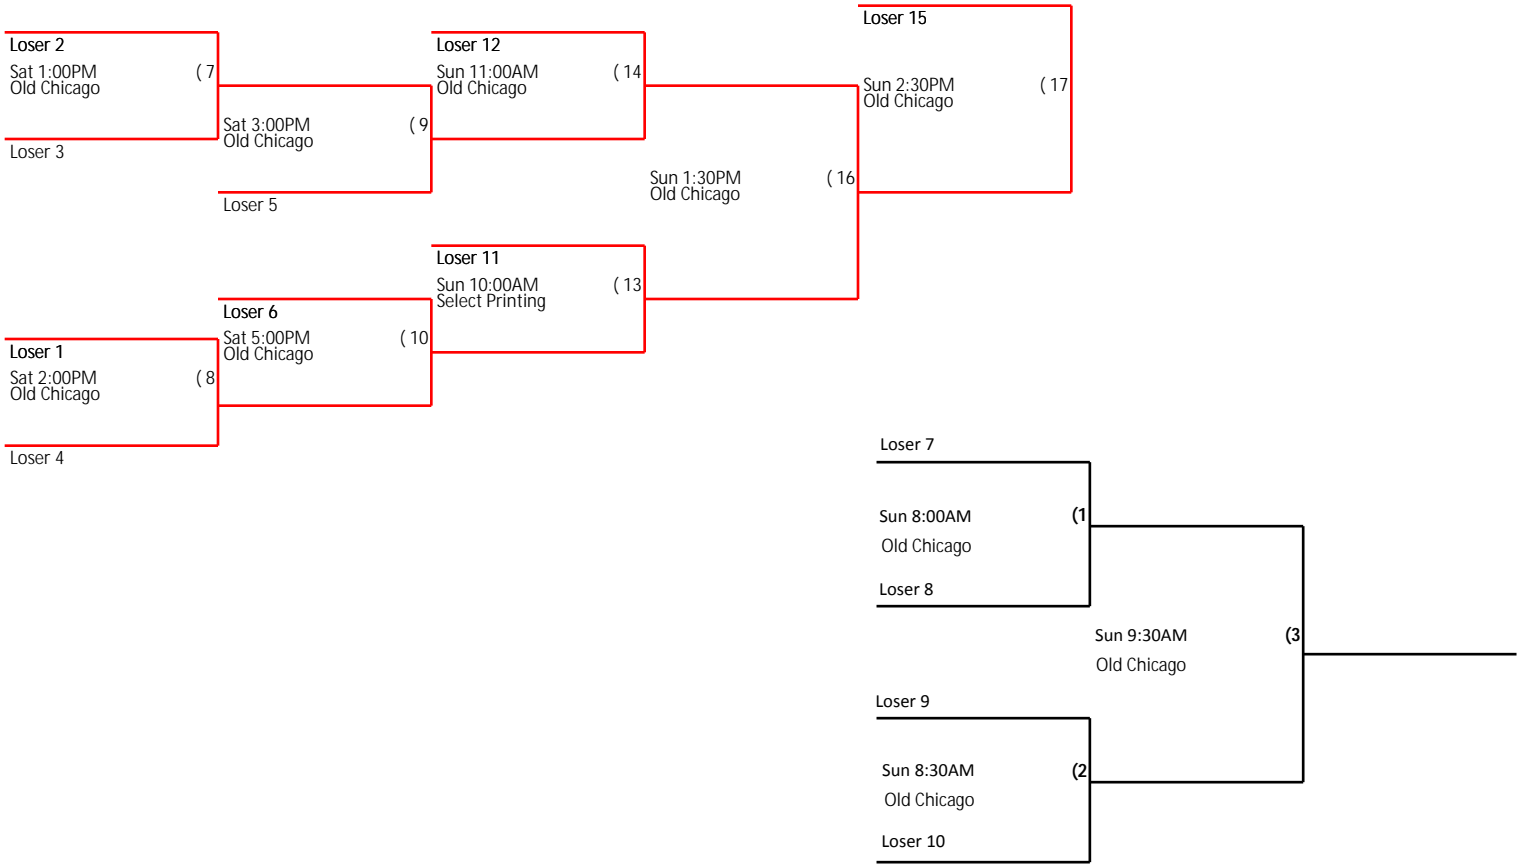 Loser 15
Loser 2
Loser 12
Sat 1:00PM
( 7
Old Chicago
Sun 11:00AM
( 14
Old Chicago
Sun 2:30PM
( 17
Old Chicago
Sat 3:00PM
( 9
Old Chicago
Loser 3
Sun 1:30PM
( 16
Old Chicago
Loser 5
Loser 11
Sun 10:00AM
( 13
Select Printing
Loser 6
Sat 5:00PM
( 10
Old Chicago
Loser 1
Sat 2:00PM
( 8
Old Chicago
Loser 4
Loser 7
Sun 8:00AM
(1
Old Chicago
Loser 8
Sun 9:30AM
(3
Old Chicago
Loser 9
Sun 8:30AM
(2
Old Chicago
Loser 10